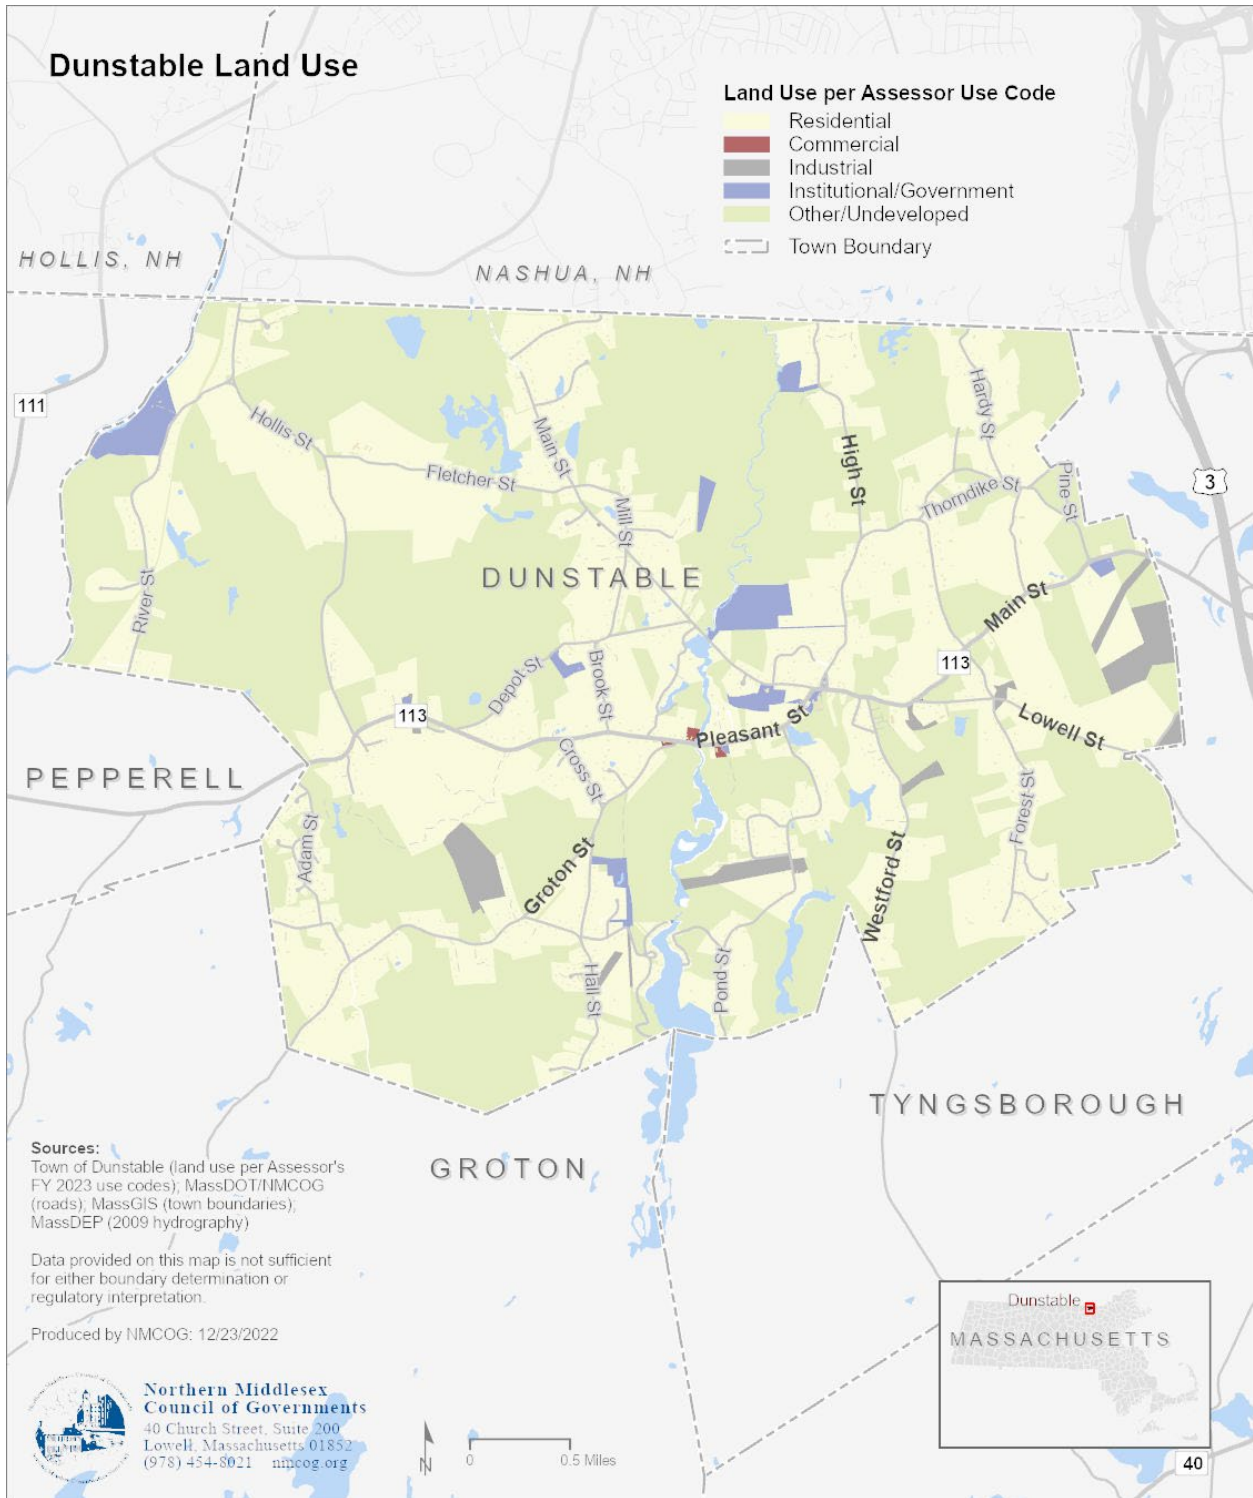 Dunstable Land Use
Land Use per Assessor Use Code
Residential
Commercial
Industrial
Institutional/Government
Other/Undeveloped
Town Boundary
HOLLIS, NH
NASHUA, NH
111
3
Hollis St
Fletcher St
Main St
Mill St
High St
Hardy St
Thorndike St
Pine St
DUNSTABLE
River St
Main St
113
Depot St
Brook St
113
Pleasant St
Lowell St
PEPPERELL
Cross St
Adam St
Groton St
Westford St
Forest St
Hall St
Pond St
TYNGSBOROUGH
GROTON
Sources:
Town of Dunstable (land use per Assessor's
FY 2023 use codes); MassDOT/NMCOG
(roads); MassGIS (town boundaries);
MassDEP (2009 hydrography)
Data provided on this map is not sufficient
for either boundary determination or
regulatory interpretation.
Produced by NMCOG: 12/23/2022
Northern Middlesex
Council of Governments
40 Church Street, Suite 200
Lowell, Massachusetts 01852
(978) 454-8021 nmcog.org
N
0 0.5 Miles
Dunstable
MASSACHUSETTS
40